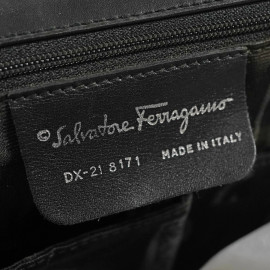 © Salvatore Ferragamo
DX-21 8171 MADE IN ITALY